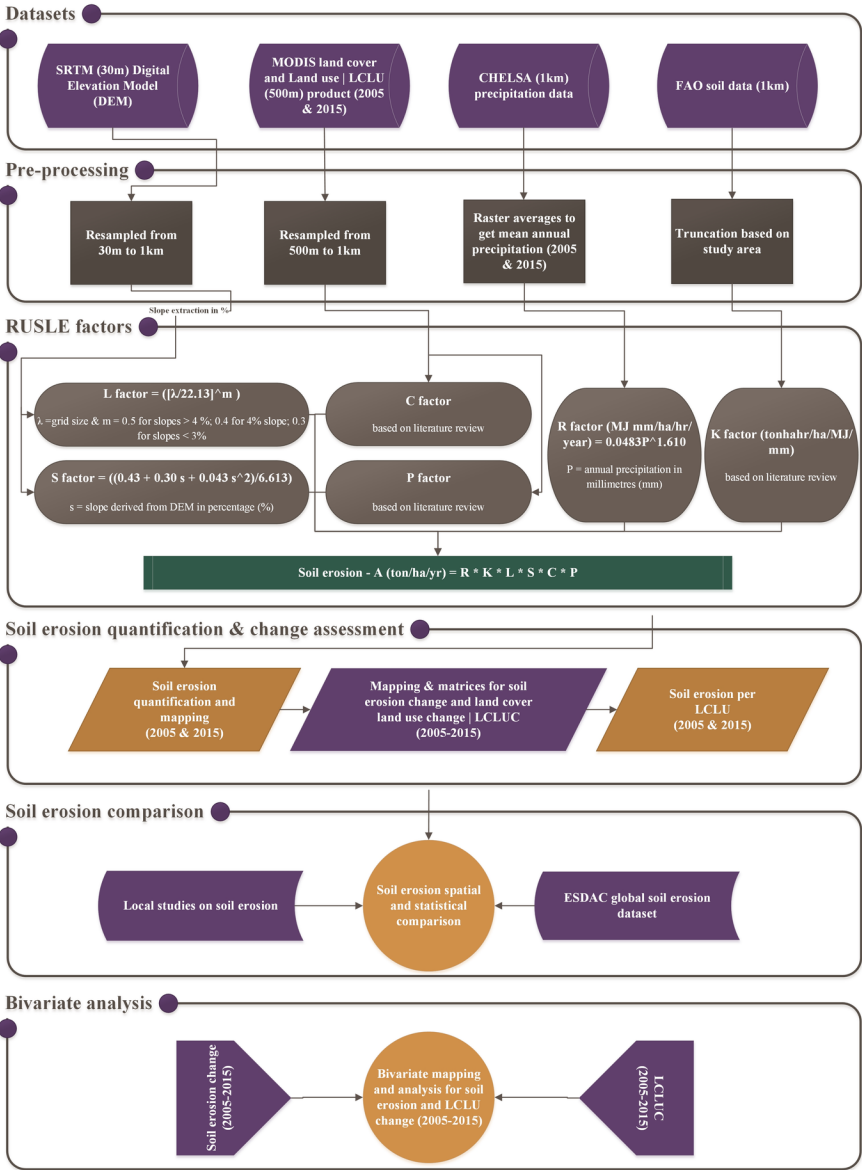 Datasets
SRTM (30m) Digital
Elevation Model
(DEM)
MODIS land cover
and Land use | LCLU
(500m) product (2005
& 2015)
CHELSA (1km)
precipitation data
FAO soil data (1km)
Pre-processing
Resampled from
30m to 1km
Resampled from
500m to 1km
Raster averages to
get mean annual
precipitation (2005
& 2015)
Truncation based on
study area
Slope extraction in %
RUSLE factors
L factor = ([λ/22.13]^m )
λ =grid size & m = 0.5 for slopes > 4 %; 0.4 for 4% slope; 0.3
for slopes < 3%
C factor
based on literature review
R factor (MJ mm/ha/hr/
year) = 0.0483P^1.610
P = annual precipitation in
millimetres (mm)
K factor (tonhahr/ha/MJ/
mm)
based on literature review
S factor = ((0.43 + 0.30 s + 0.043 s^2)/6.613)
s = slope derived from DEM in percentage (%)
P factor
based on literature review
Soil erosion - A (ton/ha/yr) = R * K * L * S * C * P
Soil erosion quantification & change assessment
Soil erosion
quantification and
mapping
(2005 & 2015)
Mapping & matrices for soil
erosion change and land cover
land use change | LCLUC
(2005-2015)
Soil erosion per
LCLU
(2005 & 2015)
Soil erosion comparison
Local studies on soil erosion
Soil erosion spatial
and statistical
comparison
ESDAC global soil erosion
dataset
Bivariate analysis
Soil erosion change
(2005-2015)
Bivariate mapping
and analysis for soil
erosion and LCLU
change (2005-2015)
LCLUC
(2005-2015)